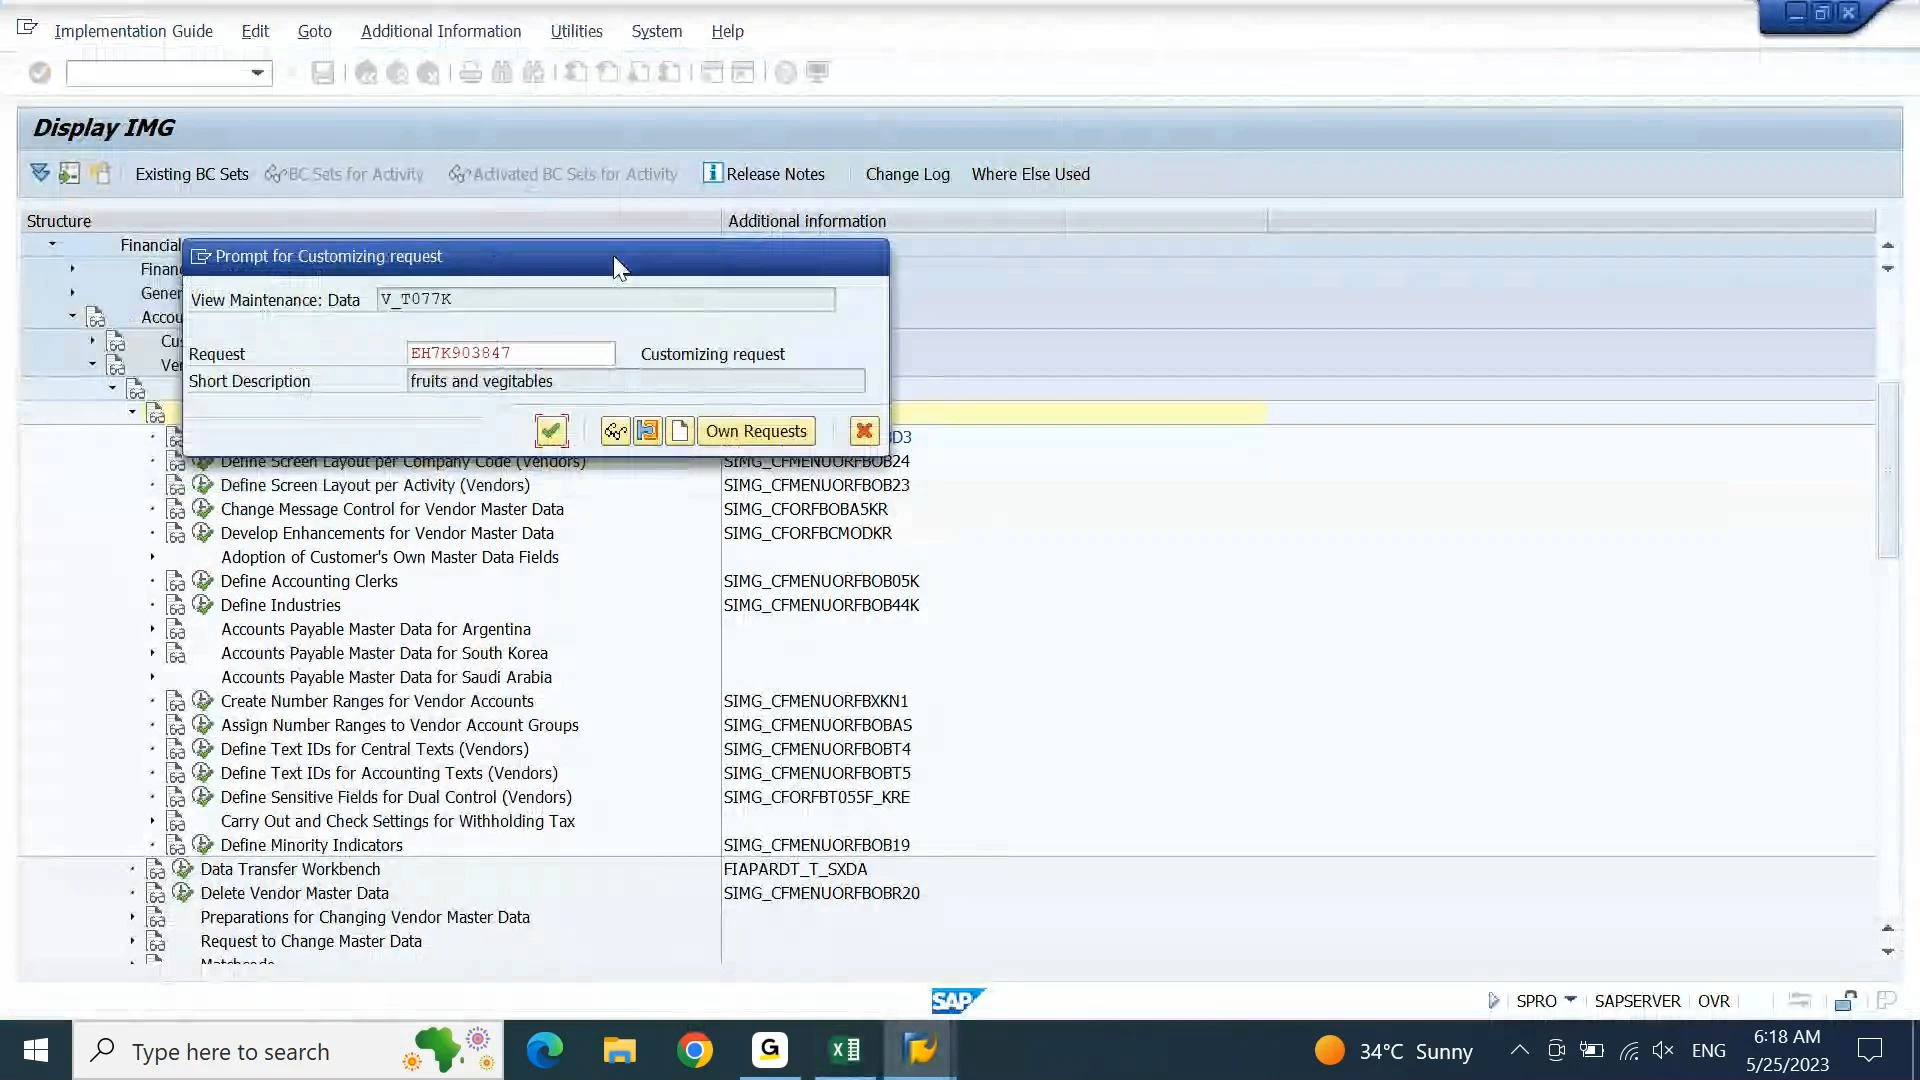 Implementation Guide Edit Goto Additional Information Utilities System Help
Display IMG
Existing BC Sets BC Sets for Activity Activated BC Sets for Activity Release Notes Change Log Where Else Used
Structure Additional information
Financial
Prompt for Customizing request
Finan
View Maintenance: Data V_T077K
Gener
Accou
Cu
Request EH7K903847 Customizing request
Ve
Short Description fruits and vegitables
Own Requests
BD3
Define Screen Layout per Company Code (Vendors) SIMG_CFMENUORFBOB24
Define Screen Layout per Activity (Vendors) SIMG_CFMENUORFBOB23
Change Message Control for Vendor Master Data SIMG_CFORFBOBA5KR
Develop Enhancements for Vendor Master Data SIMG_CFORFBCMODKR
Adoption of Customer's Own Master Data Fields
Define Accounting Clerks SIMG_CFMENUORFBOB05K
Define Industries SIMG_CFMENUORFBOB44K
Accounts Payable Master Data for Argentina
Accounts Payable Master Data for South Korea
Accounts Payable Master Data for Saudi Arabia
Create Number Ranges for Vendor Accounts SIMG_CFMENUORFBXKN1
Assign Number Ranges to Vendor Account Groups SIMG_CFMENUORFBOBAS
Define Text IDs for Central Texts (Vendors) SIMG_CFMENUORFBOBT4
Define Text IDs for Accounting Texts (Vendors) SIMG_CFMENUORFBOBT5
Define Sensitive Fields for Dual Control (Vendors) SIMG_CFORFBT055F_KRE
Carry Out and Check Settings for Withholding Tax
Define Minority Indicators SIMG_CFMENUORFBOB19
Data Transfer Workbench FIAPARDT_T_SXDA
Delete Vendor Master Data SIMG_CFMENUORFBOBR20
Preparations for Changing Vendor Master Data
Request to Change Master Data
Matchcode
SAP SPRO SAPSERVER OVR
Type here to search 34°C Sunny ENG 6:18 AM
5/25/2023